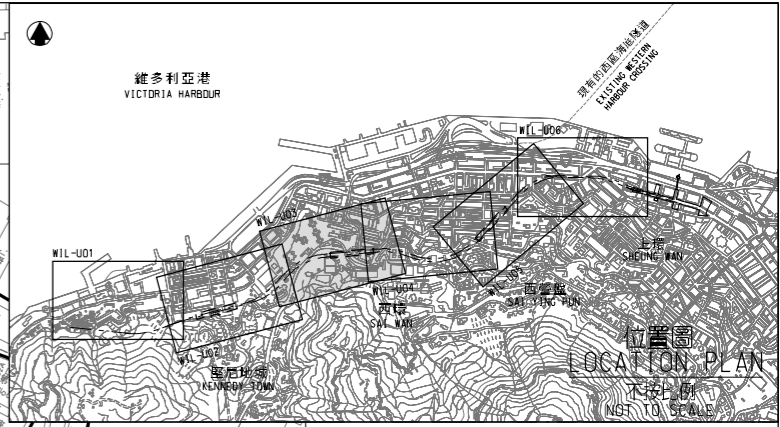 維多利亞港
VICTORIA HARBOUR
現有的西區海底隧道
EXISTING WESTERN
HARBOUR CROSSING
WIL-U06
WIL-U03
WIL-U01
上環
SHEUNG WAN
WIL-U05
WIL-U04
西營盤
SAI YING PUN
西環
SAI WAN
WIL-U02
堅尼地城
KENNEDY TOWN
位置圖
LOCATION PLAN
不按比例
NOT TO SCALE